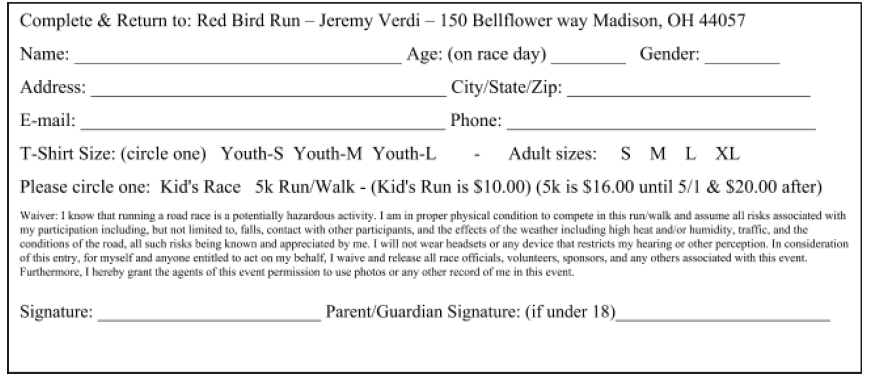 Complete & Return to: Red Bird Run – Jeremy Verdi – 150 Bellflower way Madison, OH 44057
Name: ________________________________ Age: (on race day) ________ Gender: ________
Address: ____________________________________ City/State/Zip: _________________________
E-mail: _____________________________________ Phone: ________________________________
T-Shirt Size: (circle one) Youth-S Youth-M Youth-L - Adult sizes: S M L XL
Please circle one: Kid's Race 5k Run/Walk - (Kid's Run is $10.00) (5k is $16.00 until 5/1 & $20.00 after)
Waiver: I know that running a road race is a potentially hazardous activity. I am in proper physical condition to compete in this run/walk and assume all risks associated with
my participation including, but not limited to, falls, contact with other participants, and the effects of the weather including high heat and/or humidity, traffic, and the
conditions of the road, all such risks being known and appreciated by me. I will not wear headsets or any device that restricts my hearing or other perception. In consideration
of this entry, for myself and anyone entitled to act on my behalf, I waive and release all race officials, volunteers, sponsors, and any others associated with this event.
Furthermore, I hereby grant the agents of this event permission to use photos or any other record of me in this event.
Signature: _______________________ Parent/Guardian Signature: (if under 18)______________________